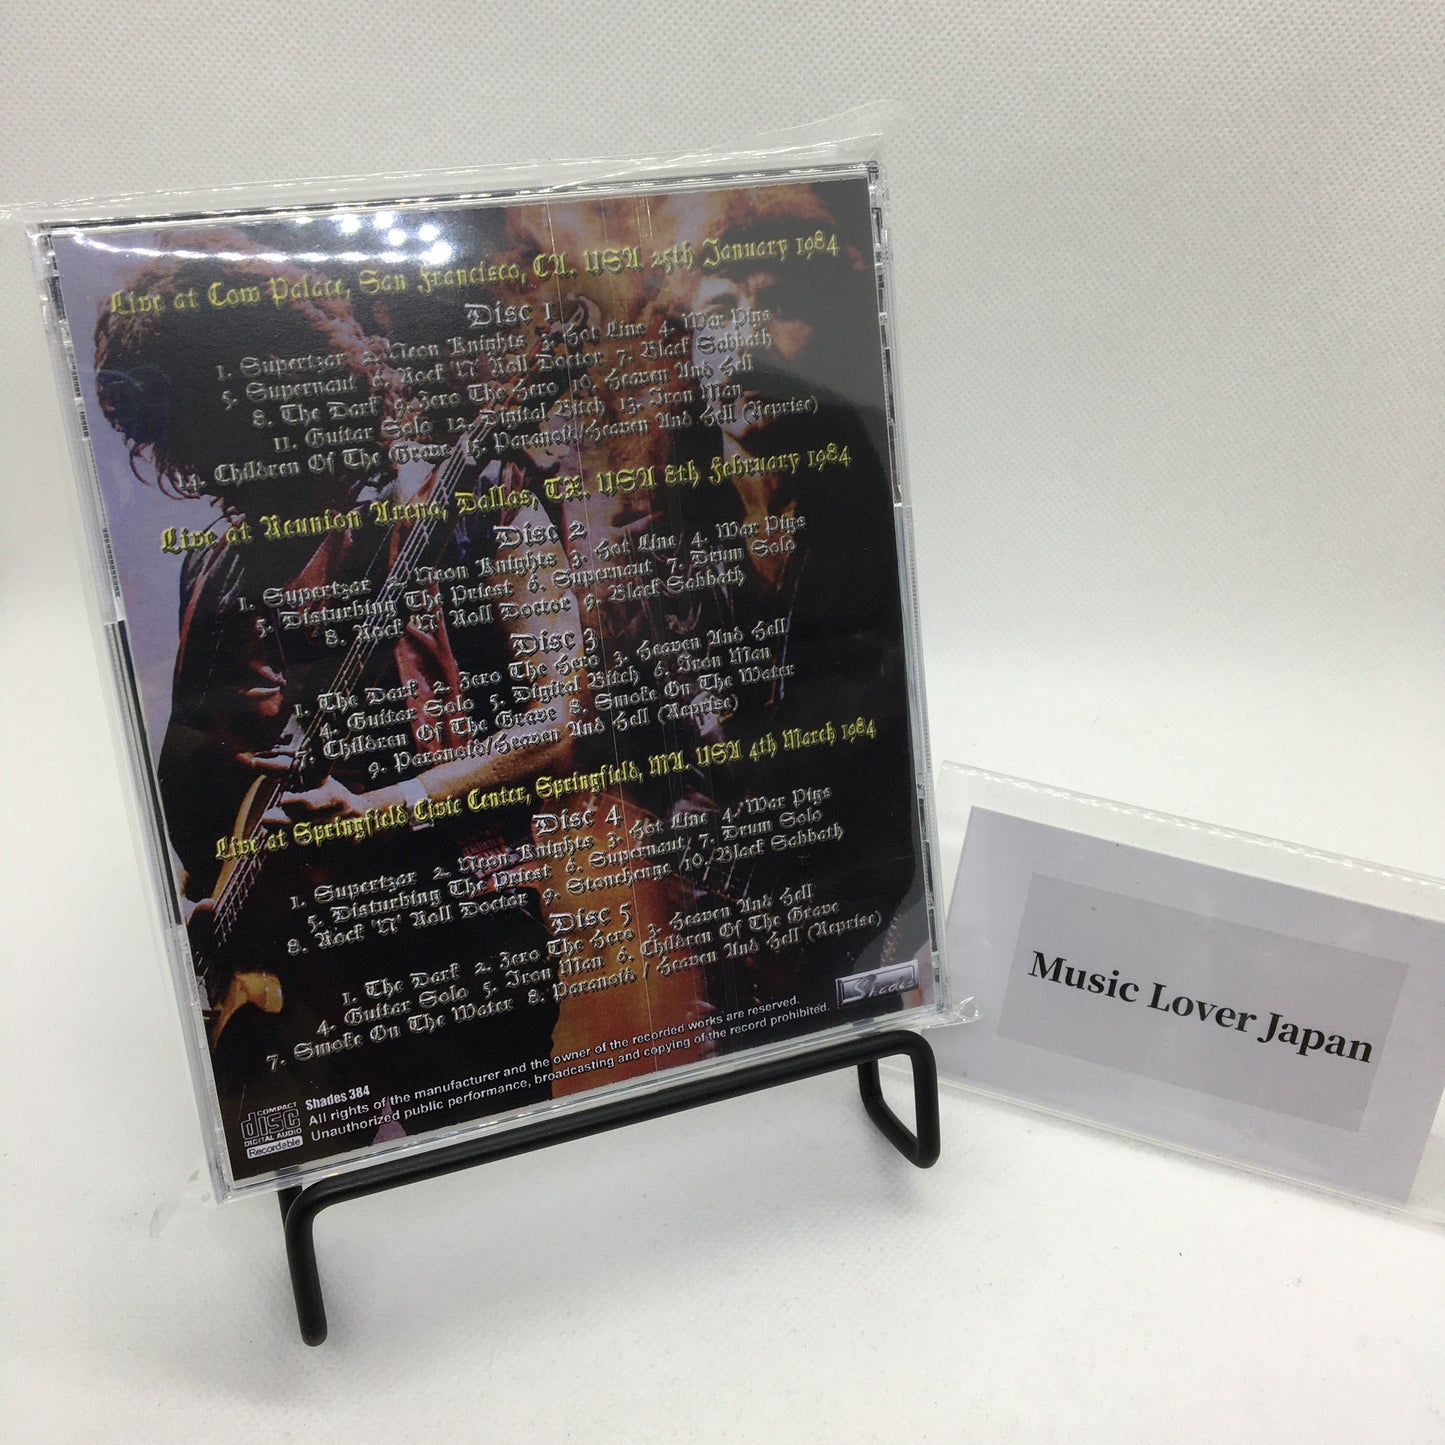 Live at Cow Palace, San Francisco, CA. USA 25th January 1984
Disc 1
1. Supertzar 2. Neon Knights 3. Hot Line 4. War Pigs
5. Supernaut 6. Rock 'N' Roll Doctor 7. Black Sabbath
8. The Dark 9. Zero The Hero 10. Heaven And Hell
11. Guitar Solo 12. Digital Bitch 13. Iron Man
14. Children Of The Grave 15. Paranoid/Heaven And Hell (Reprise)
Live at Reunion Arena, Dallas, TX. USA 8th February 1984
Disc 2
1. Supertzar 2. Neon Knights 3. Hot Line 4. War Pigs
5. Disturbing The Priest 6. Supernaut 7. Drum Solo
8. Rock 'N' Roll Doctor 9. Black Sabbath
Disc 3
1. The Dark 2. Zero The Hero 3. Heaven And Hell
4. Guitar Solo 5. Digital Bitch 6. Iron Man
7. Children Of The Grave 8. Smoke On The Water
9. Paranoid/Heaven And Hell (Reprise)
Live at Springfield Civic Center, Springfield, MA. USA 4th March 1984
Disc 4
1. Supertzar 2. Neon Knights 3. Hot Line 4. War Pigs
5. Disturbing The Priest 6. Supernaut 7. Drum Solo
8. Rock 'N' Roll Doctor 9. Stonehenge 10. Black Sabbath
Disc 5
1. The Dark 2. Zero The Hero 3. Heaven And Hell
4. Guitar Solo 5. Iron Man 6. Children Of The Grave
7. Smoke On The Water 8. Paranoid / Heaven And Hell (Reprise)
Shades
COMPACT
disc
DIGITAL AUDIO
Recordable
Shades 384
All rights of the manufacturer and the owner of the recorded works are reserved.
Unauthorized public performance, broadcasting and copying of the record prohibited.
Music Lover Japan